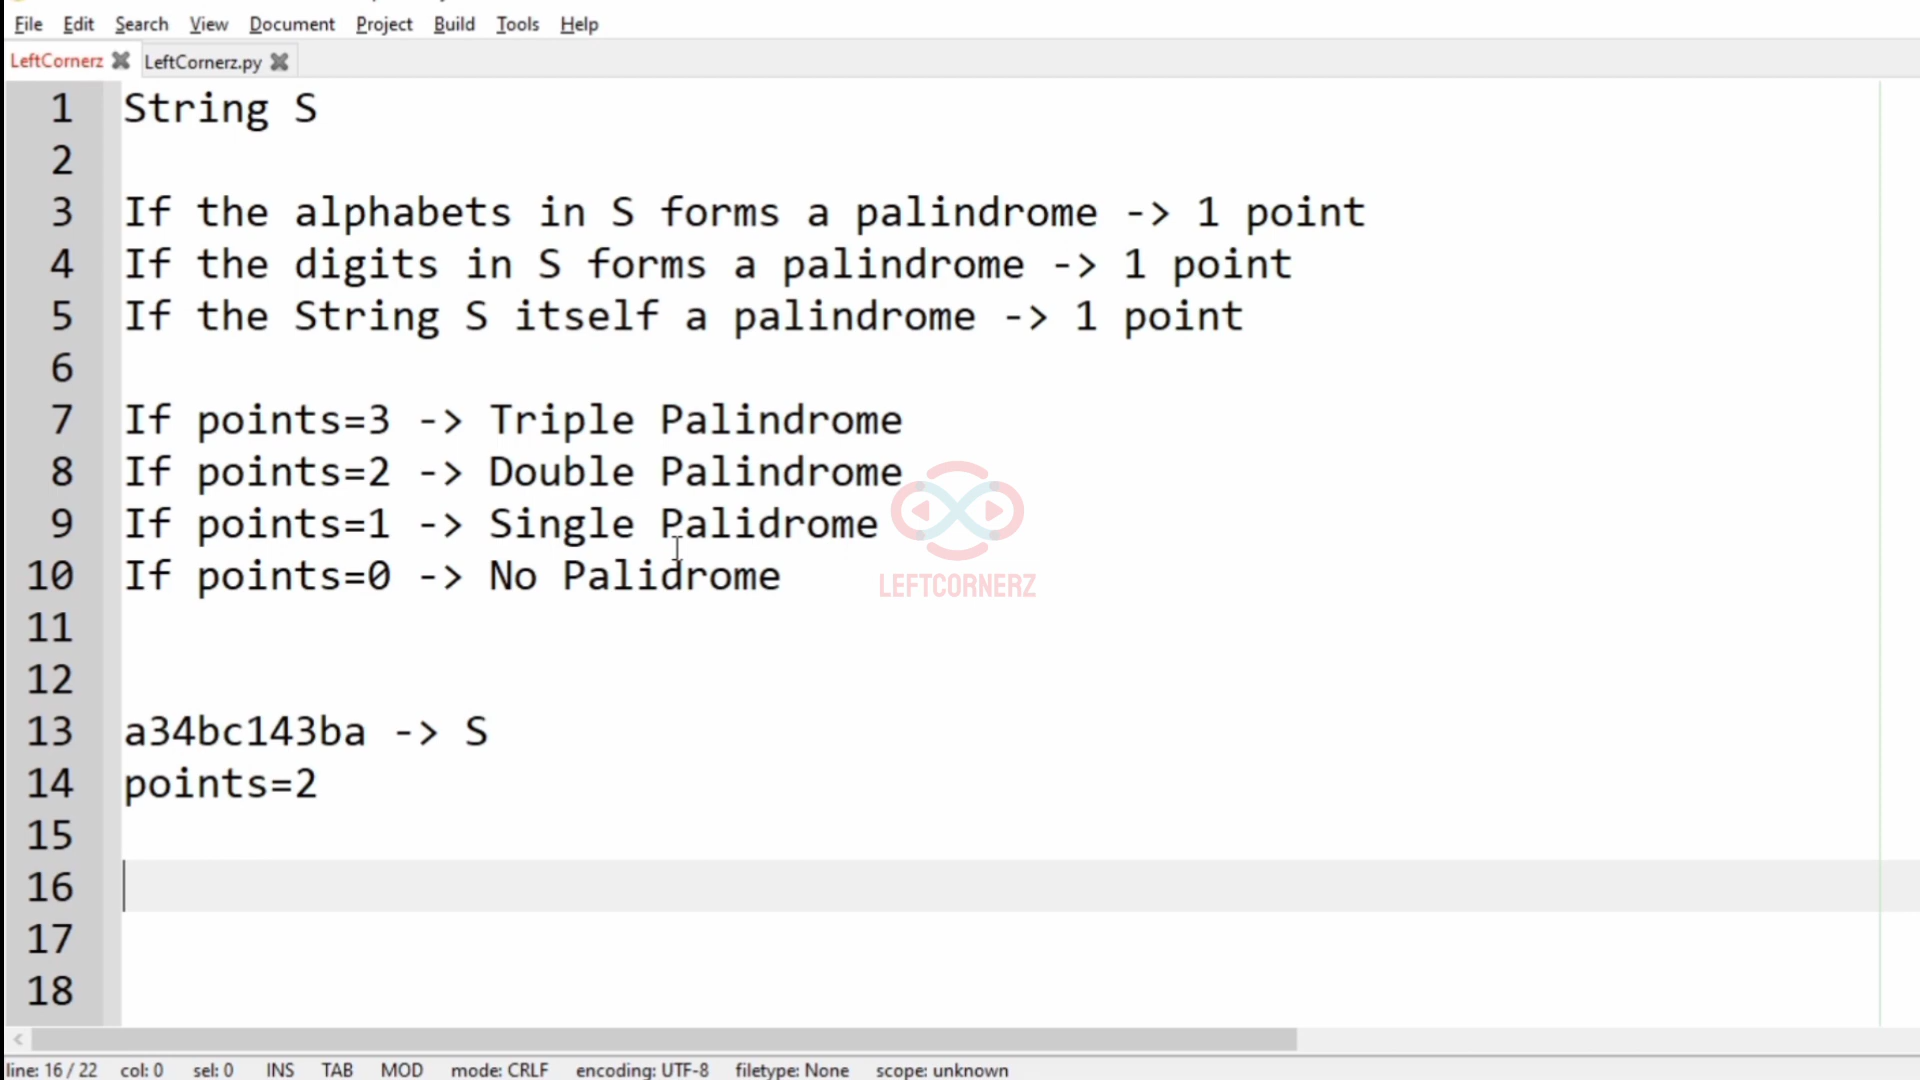 File Edit Search View Document Project Build Tools Help
LeftCornerz LeftCornerz.py
1 String S
2
3 If the alphabets in S forms a palindrome -> 1 point
4 If the digits in S forms a palindrome -> 1 point
5 If the String S itself a palindrome -> 1 point
6
7 If points=3 -> Triple Palindrome
8 If points=2 -> Double Palindrome
9 If points=1 -> Single Palidrome
10 If points=0 -> No Palidrome
LEFTCORNERZ
11
12
13 a34bc143ba -> S
14 points=2
15
16
17
18
line: 16 / 22 col: 0 sel: 0 INS TAB MOD mode: CRLF encoding: UTF-8 filetype: None scope: unknown